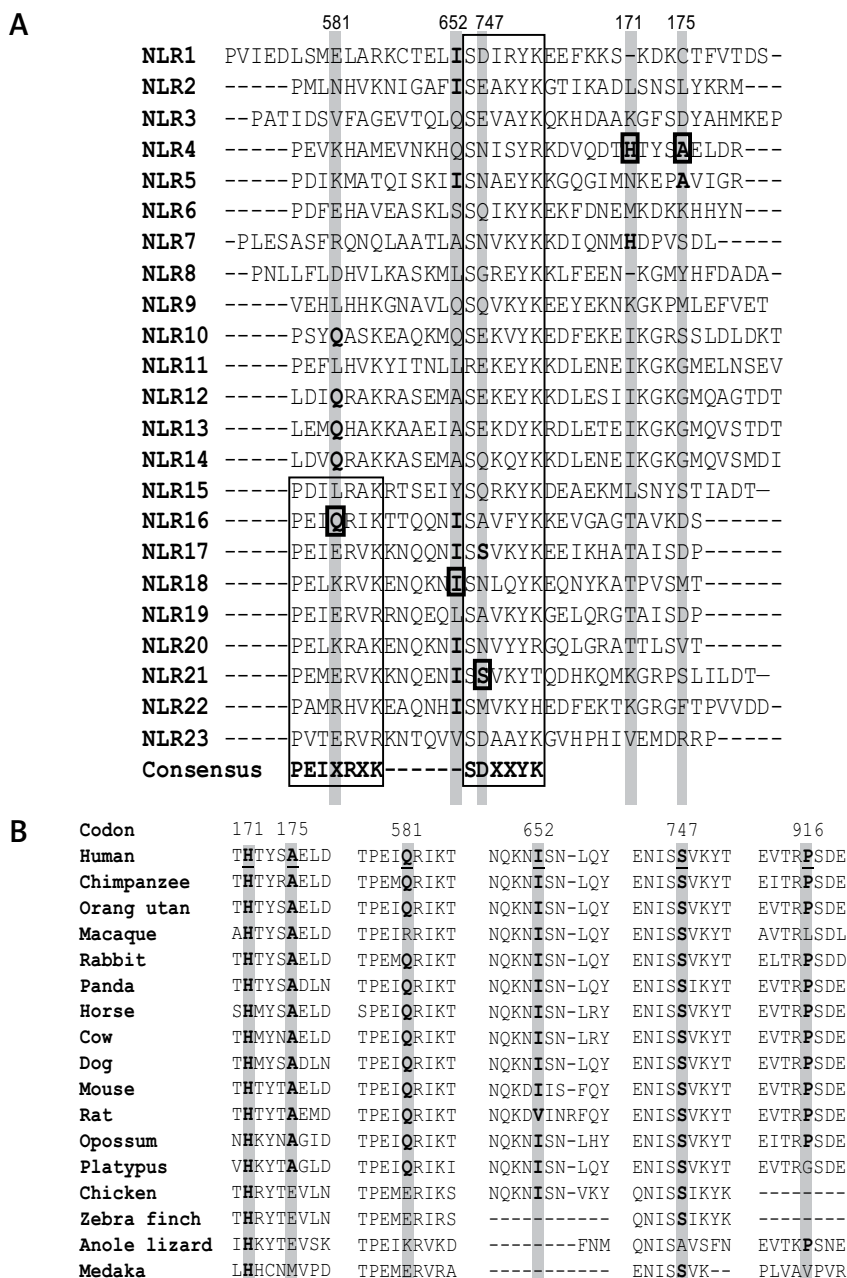 A
581 652 747 171 175
NLR1 PVIEDLSMELARKCTELISDIRYKEEFKKS-KDKCTFVTDS-
NLR2 -----PMLNHVKNIGAFISEAKYKGTIKADLSNSLYKRM---
NLR3 --PATIDSVFAGEVTQLQSEVAYKQKHDAAKGFSDYAHMKEP
NLR4 -----PEVKHAMEVNKHQSNISYRKDVQDTHTYSAELDR---
NLR5 -----PDIKMATQISKIISNAEYKKGQGIMNKEPAVIGR---
NLR6 -----PDFEHAVEASKLSSQIKYKEKFDNEMKDKKHHYN---
NLR7 -PLESASFRQNQLAATLASNVKYKKDIQNMHDPVSDL-----
NLR8 --PNLLFLDHVLKASKMLSGREYKKLFEEN-KGMYHFDADA-
NLR9 -----VEHLHHKGNAVLQSQVKYKEEYEKNKGKPMLEFVET
NLR10 -----PSYQASKEAQKMQSEKVYKEDFEKEIKGRSSLDLDKT
NLR11 -----PEFLHVKYITNLLREKEYKKDLENEIKGKGMELNSEV
NLR12 -----LDIQRAKRASEMASEKEYKKDLESIIKGKGMQAGTDT
NLR13 -----LEMQHAKKAAEIASEKDYKRDLETEIKGKGMQVSTDT
NLR14 -----LDVQRAKKASEMASQKQYKKDLENEIKGKGMQVSMDI
NLR15 -----PDILRAKRTSEIYSQRKYKDEAEKMLSNYSTIADT—
NLR16 -----PEIQRIKTTQQNISAVFYKKEVGAGTAVKDS------
NLR17 -----PEIERVKKNQQNISSVKYKEEIKHATAISDP------
NLR18 -----PELKRVKENQKNISNLQYKEQNYKATPVSMT------
NLR19 -----PEIERVRRNQEQLSAVKYKGELQRGTAISDP------
NLR20 -----PELKRAKENQKNISNVYYRGQLGRATTLSVT------
NLR21 -----PEMERVKKNQENISSVKYTQDHKQMKGRPSLILDT—
NLR22 -----PAMRHVKEAQNHISMVKYHEDFEKTKGRGFTPVVDD-
NLR23 -----PVTERVRKNTQVVSDAAYKGVHPHIVEMDRRP-----
Consensus PEIXRXK------SDXXYK
B
Codon 171 175 581 652 747 916
Human THTYSAELD TPEIQRIKT NQKNISN-LQY ENISSVKYT EVTRPSDE
Chimpanzee THTYRAELD TPEMQRIKT NQKNISN-LQY ENISSVKYT EITRPSDE
Orang utan THTYSAELD TPEIQRIKT NQKNISN-LQY ENISSVKYT EVTRPSDE
Macaque AHTYSAELD TPEIRRIKT NQKNISN-LQY ENISSVKYT AVTRLSDL
Rabbit THTYSAELD TPEMQRIKT NQKNISN-LQY ENISSVKYT ELTRPSDD
Panda THTYSADLN TPEIQRIKT NQKNISN-LQY ENISSIKYT EVTRPSDE
Horse SHMYSAELD SPEIQRIKT NQKNISN-LRY ENISSVKYT EVTRPSDE
Cow THMYNAELD TPEIQRIKT NQKNISN-LRY ENISSVKYT EVTRPSDE
Dog THMYSADLN TPEIQRIKT NQKNISN-LQY ENISSVKYT EVTRPSDE
Mouse THTYTAELD TPEIQRIKT NQKDIIS-FQY ENISSVKYT EVTRPSDE
Rat THTYTAEMD TPEIQRIKT NQKDVINRFQY ENISSVKYT EVTRPSDE
Opossum NHKYNAGID TPEIQRIKT NQKNISN-LHY ENISSVKYT EITRPSDE
Platypus VHKYTAGLD TPEIQRIKI NQKNISN-LQY ENISSVKYT EVTRGSDE
Chicken THRYTEVLN TPEMERIKS NQKNISN-VKY QNISSIKYK --------
Zebra finch THRYTEVLN TPEMERIRS ----------- QNISSIKYK --------
Anole lizard IHKYTEVSK TPEIKRVKD --------FNM QNISAVSFN EVTKPSNE
Medaka LHHCNMVPD TPEMERVRA ----------- ENISSVK-- PLVAVPVR